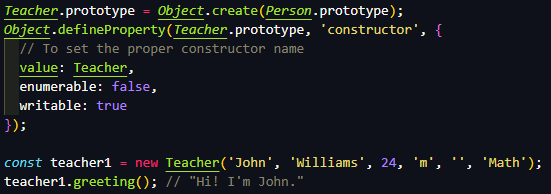 Teacher.prototype = Object.create(Person.prototype);
Object.defineProperty(Teacher.prototype, 'constructor', {
  // To set the proper constructor name
  value: Teacher,
  enumerable: false,
  writable: true
});

const teacher1 = new Teacher('John', 'Williams', 24, 'm', '', 'Math');
teacher1.greeting(); // "Hi! I'm John."